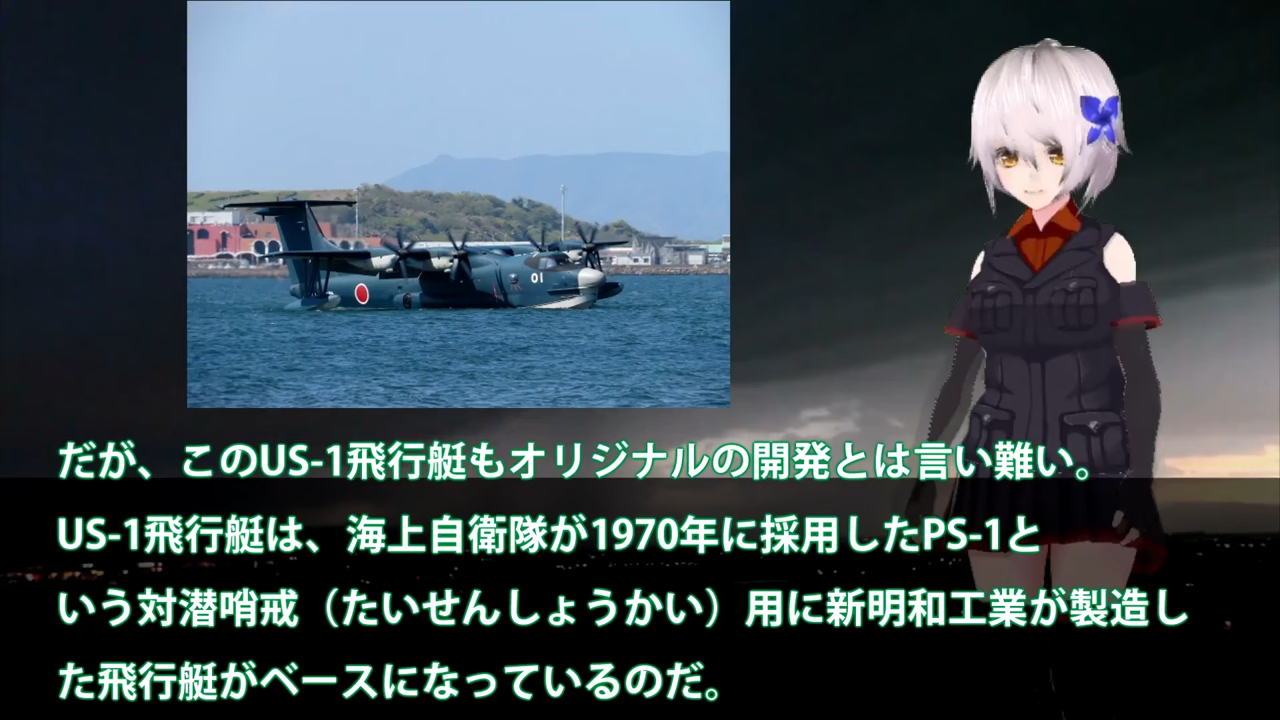 01
だが、このUS-1飛行艇もオリジナルの開発とは言い難い。
US-1飛行艇は、海上自衛隊が1970年に採用したPS-1と
いう対潜哨戒（たいせんしょうかい）用に新明和工業が製造し
た飛行艇がベースになっているのだ。